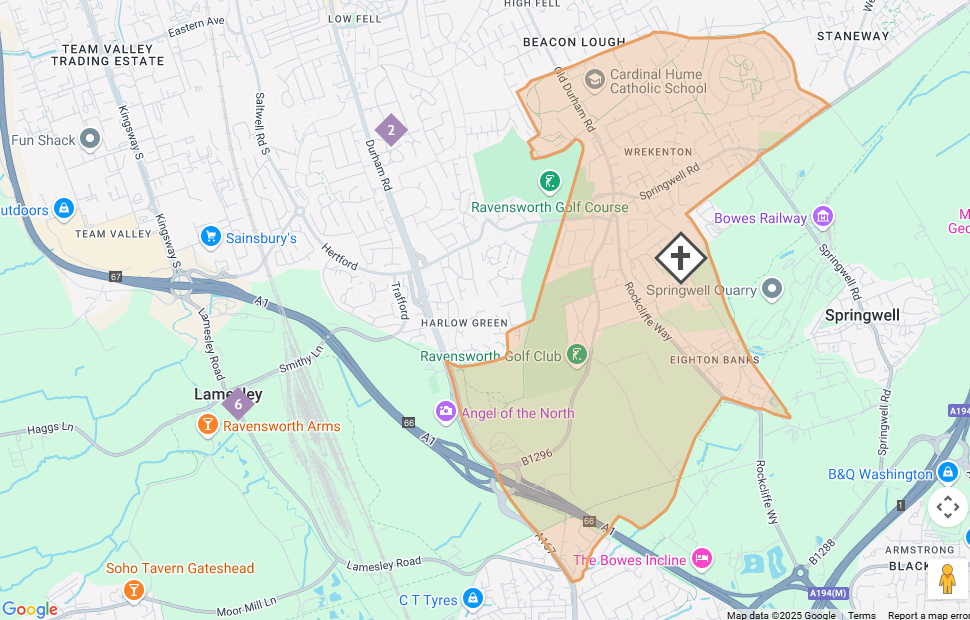 HIGH FELL
Eastern Ave
LOW FELL
STANEWAY
BEACON LOUGH
TEAM VALLEY
TRADING ESTATE
Old Durham Rd
Cardinal Hume
Catholic School
Saltwell Rd S
Kingsway S
2
Fun Shack
Durham Rd
WREKENTON
Springwell Rd
Ravensworth Golf Course
utdoors
Bowes Railway
Kingsway S
TEAM VALLEY
Sainsbury's
Hertford
Springwell Rd
67
A1
Trafford
Springwell Quarry
Rockcliffe Way
Lamesley Road
Springwell
HARLOW GREEN
Smithy Ln
Ravensworth Golf Club
EIGHTON BANKS
Lamesley
6
Angel of the North
A194
Haggs Ln
Ravensworth Arms
66
A1
Springwell Rd
B1296
B&Q Washington
Rockcliffe Wy
1
66
A1
A167
ARMSTRONG
B1288
The Bowes Incline
BLACK
Lamesley Road
Soho Tavern Gateshead
C T Tyres
A194(M)
Moor Mill Ln
Google
Map data ©2025 Google
Terms
Report a map error